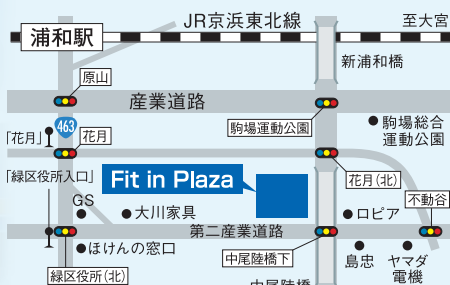 JR京浜東北線
至大宮
浦和駅
新浦和橋
原山
産業道路
駒場運動公園
駒場総合
運動公園
463
「花月」
花月
「緑区役所入口」
Fit in Plaza
花月(北)
不動谷
GS
大川家具
ロピア
第二産業道路
ほけんの窓口
中尾陸橋下
島忠
ヤマダ
電機
緑区役所(北)
中尾陸橋